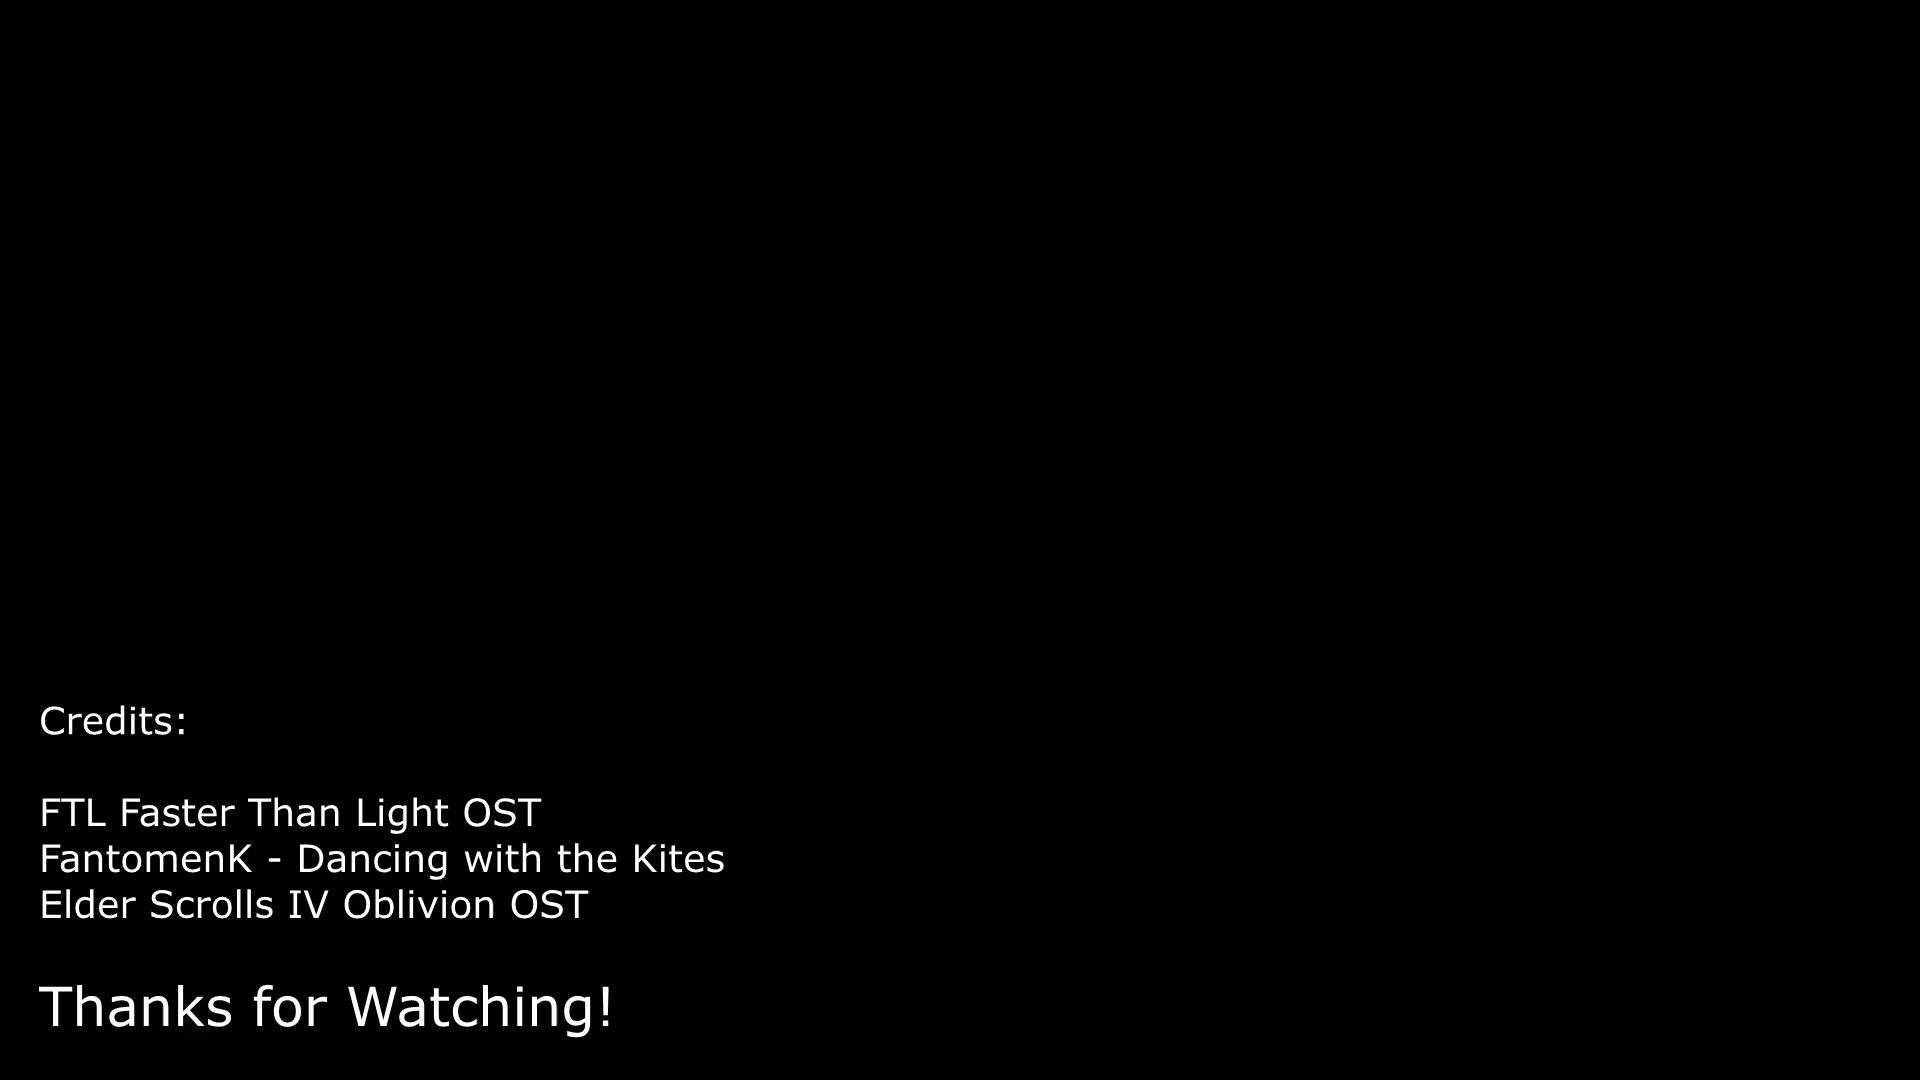 Credits:
FTL Faster Than Light OST
FantomenK - Dancing with the Kites
Elder Scrolls IV Oblivion OST
Thanks for Watching!